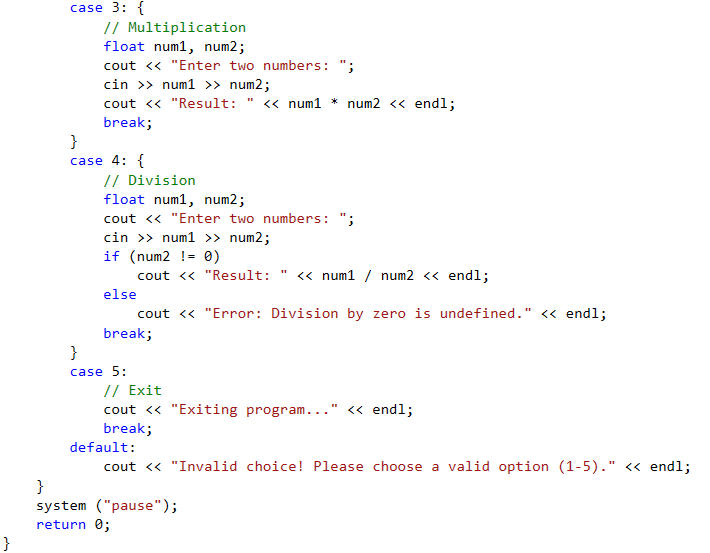 case 3: {
// Multiplication
float num1, num2;
cout << "Enter two numbers: ";
cin >> num1 >> num2;
cout << "Result: " << num1 * num2 << endl;
break;
}
case 4: {
// Division
float num1, num2;
cout << "Enter two numbers: ";
cin >> num1 >> num2;
if (num2 != 0)
cout << "Result: " << num1 / num2 << endl;
else
cout << "Error: Division by zero is undefined." << endl;
break;
}
case 5:
// Exit
cout << "Exiting program..." << endl;
break;
default:
cout << "Invalid choice! Please choose a valid option (1-5)." << endl;
}
system ("pause");
return 0;
}